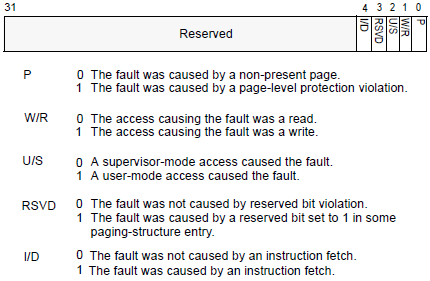 31 4 3 2 1 0
Reserved I/D RSVD U/S W/R P
P 0 The fault was caused by a non-present page.
1 The fault was caused by a page-level protection violation.
W/R 0 The access causing the fault was a read.
1 The access causing the fault was a write.
U/S 0 A supervisor-mode access caused the fault.
1 A user-mode access caused the fault.
RSVD 0 The fault was not caused by reserved bit violation.
1 The fault was caused by a reserved bit set to 1 in some
paging-structure entry.
I/D 0 The fault was not caused by an instruction fetch.
1 The fault was caused by an instruction fetch.